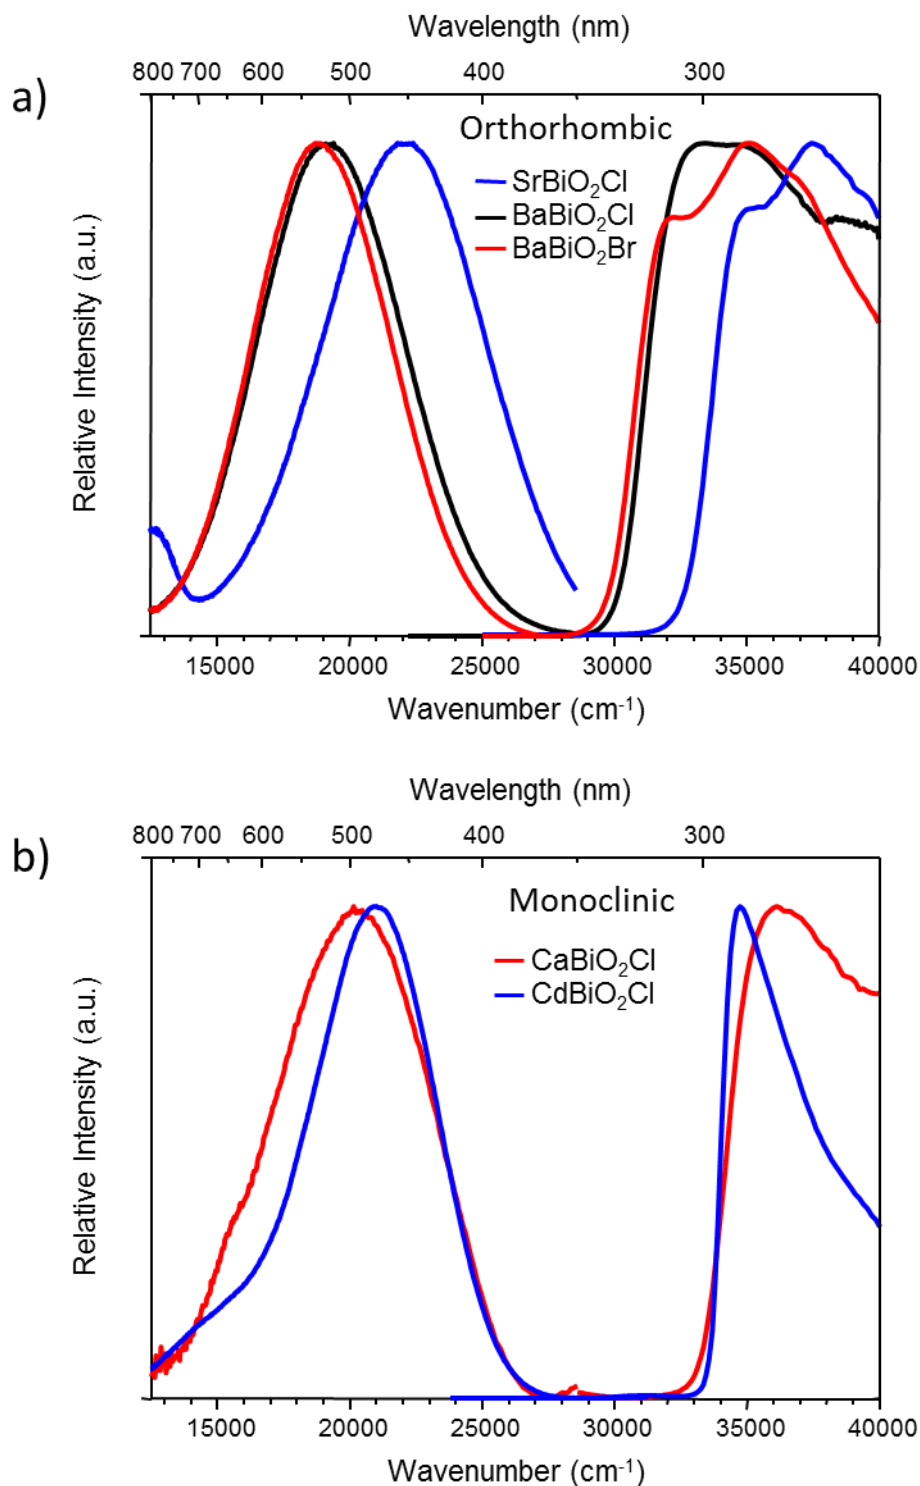 Wavelength (nm)
800 700 600 500 400 300
a)
Orthorhombic
SrBiO₂Cl
BaBiO₂Cl
BaBiO₂Br
Relative Intensity (a.u.)
15000 20000 25000 30000 35000 40000
Wavenumber (cm⁻¹)
Wavelength (nm)
800 700 600 500 400 300
b)
Monoclinic
CaBiO₂Cl
CdBiO₂Cl
Relative Intensity (a.u.)
15000 20000 25000 30000 35000 40000
Wavenumber (cm⁻¹)